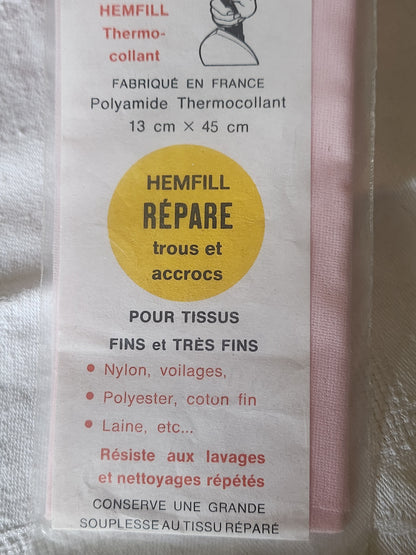 HEMFILL
Thermo-
collant
FABRIQUÉ EN FRANCE
Polyamide Thermocollant
13 cm × 45 cm
HEMFILL
RÉPARE
trous et
accrocs
POUR TISSUS
FINS et TRÈS FINS
• Nylon, voilages,
• Polyester, coton fin
• Laine, etc...
Résiste aux lavages
et nettoyages répétés
CONSERVE UNE GRANDE
SOUPLESSE AU TISSU RÉPARÉ